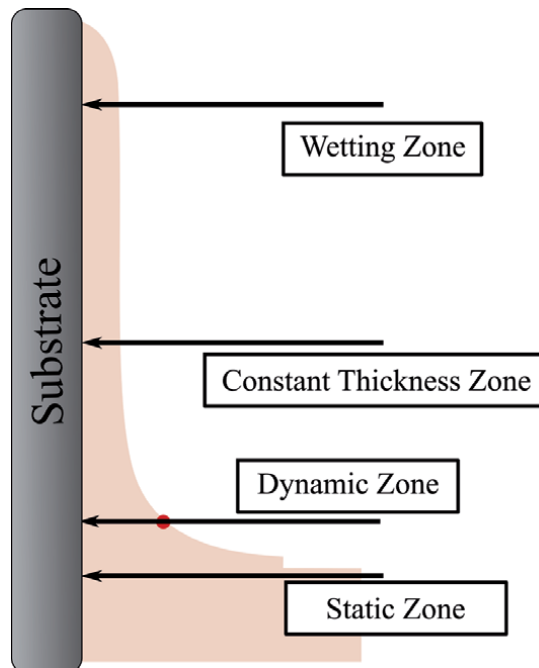 Substrate
Wetting Zone
Constant Thickness Zone
Dynamic Zone
Static Zone